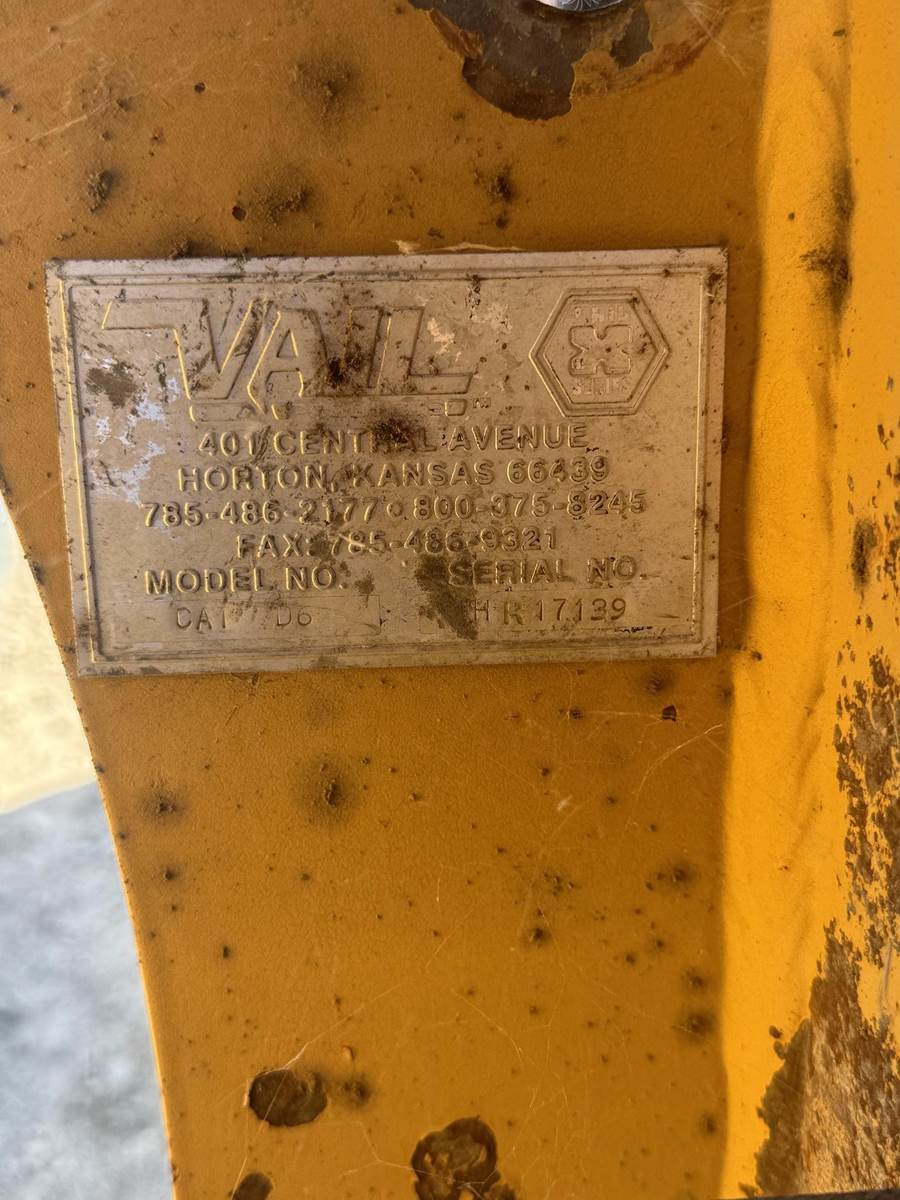 VAIL
X
SERIES
401 CENTRAL AVENUE
HORTON, KANSAS 66439
785-486-2177 • 800-375-8245
FAX: 785-486-9321
MODEL NO. SERIAL NO.
CAT D6 HR17139